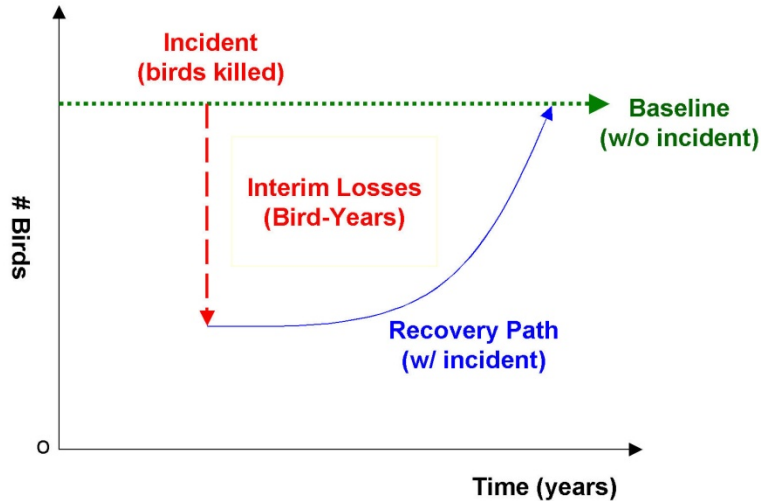 Incident
(birds killed)
Baseline
(w/o incident)
Interim Losses
(Bird-Years)
# Birds
Recovery Path
(w/ incident)
O
Time (years)